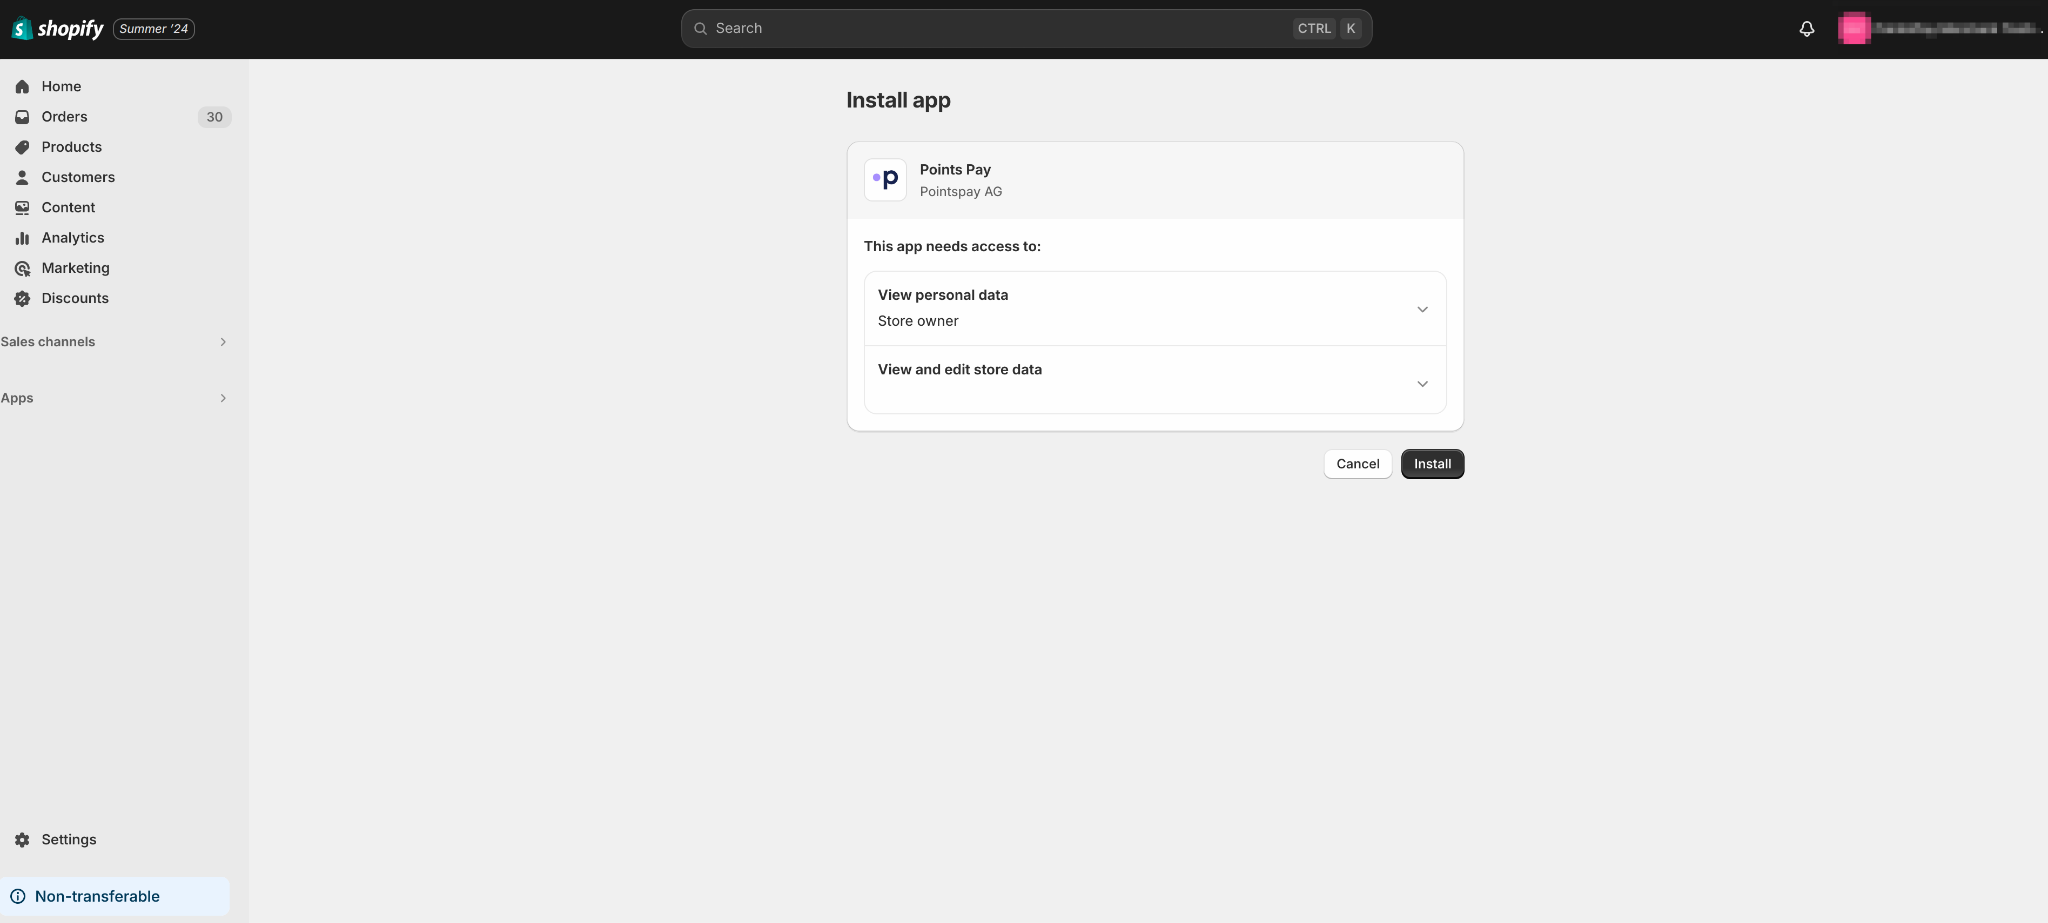 shopify Summer '24
Search CTRL K
Home
Orders 30
Products
Customers
Content
Analytics
Marketing
Discounts
Sales channels
Apps
Settings
Non-transferable
Install app
p
Points Pay
Pointspay AG
This app needs access to:
View personal data
Store owner
View and edit store data
Cancel Install